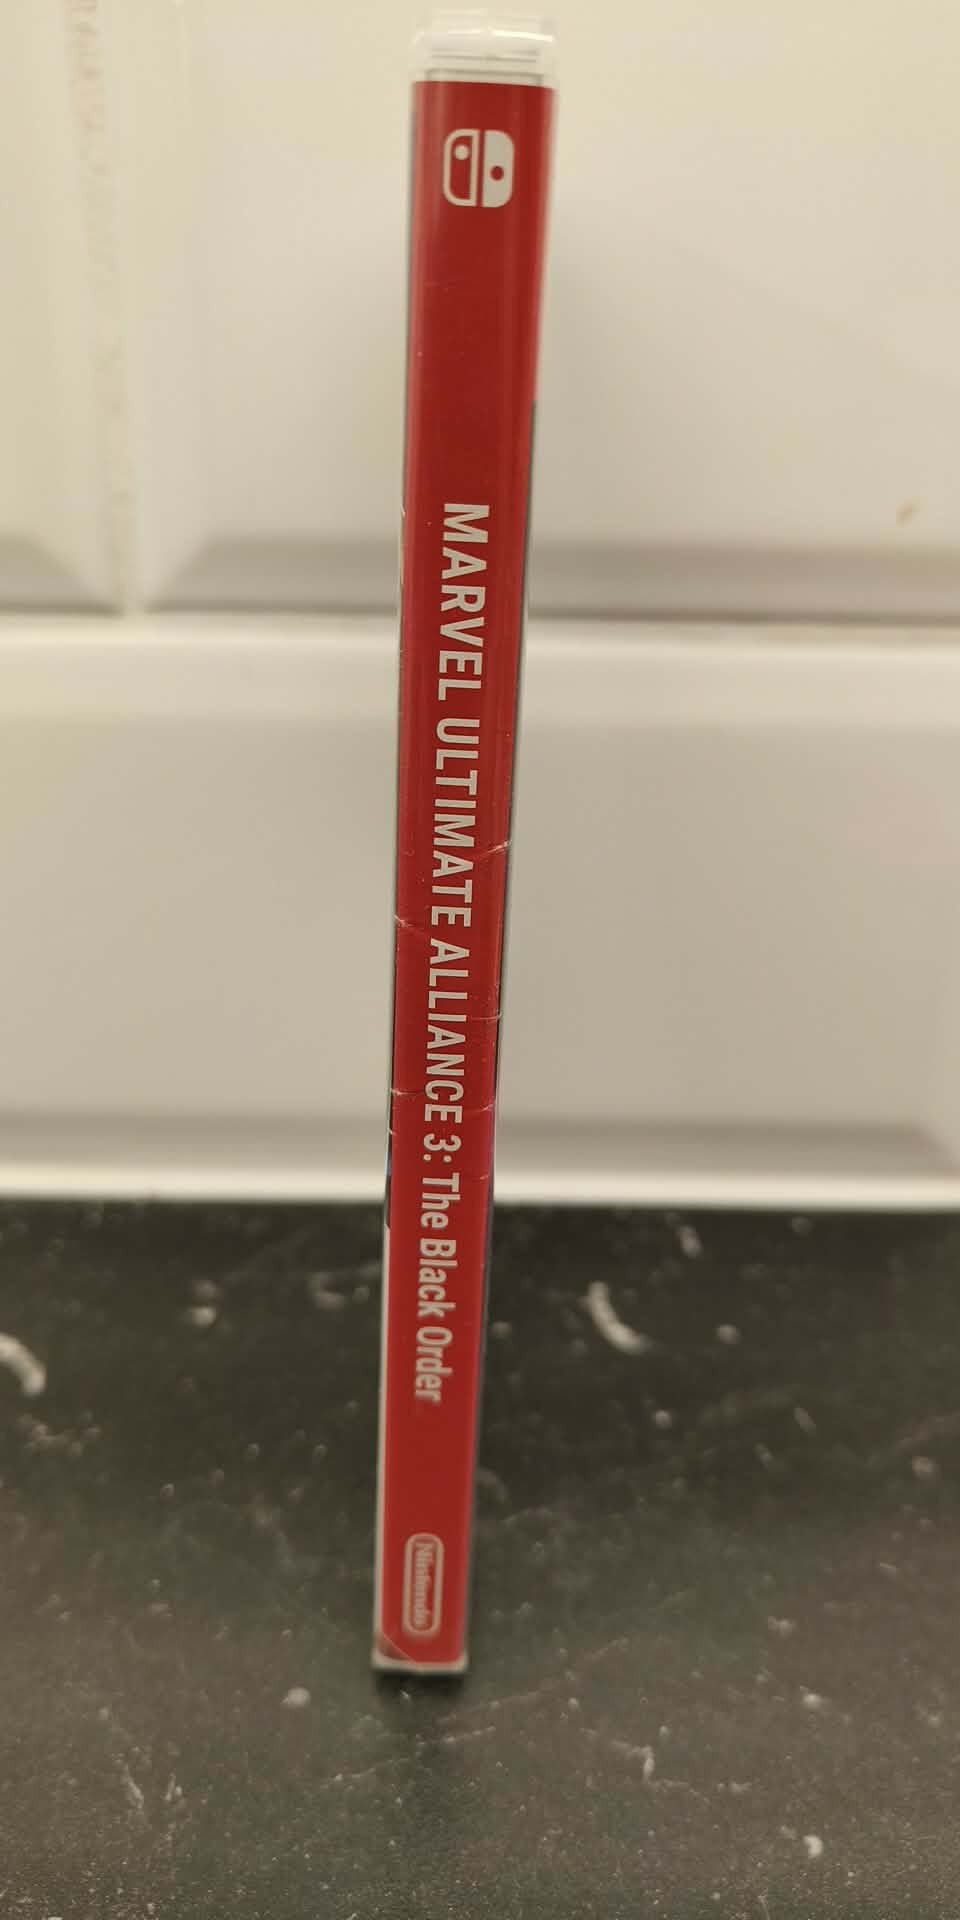 MARVEL ULTIMATE ALLIANCE 3: The Black Order
Nintendo